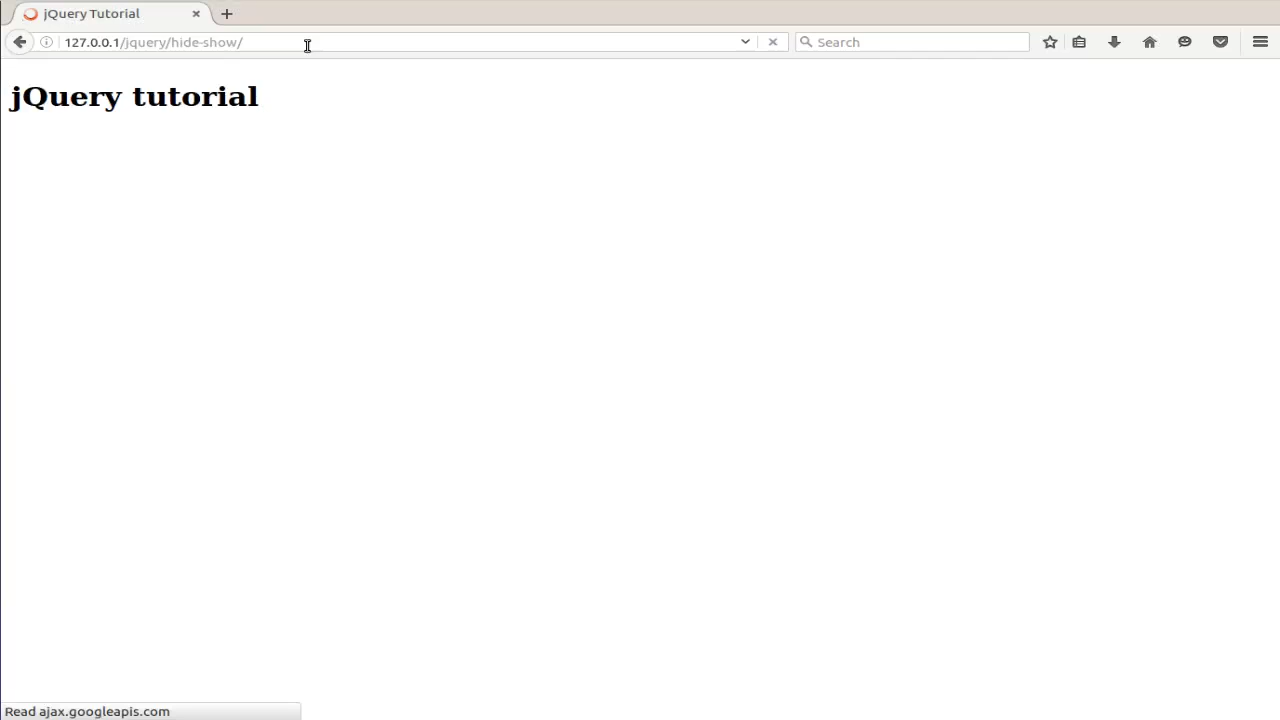 jQuery Tutorial
127.0.0.1/jquery/hide-show/
Search
jQuery tutorial
Read ajax.googleapis.com